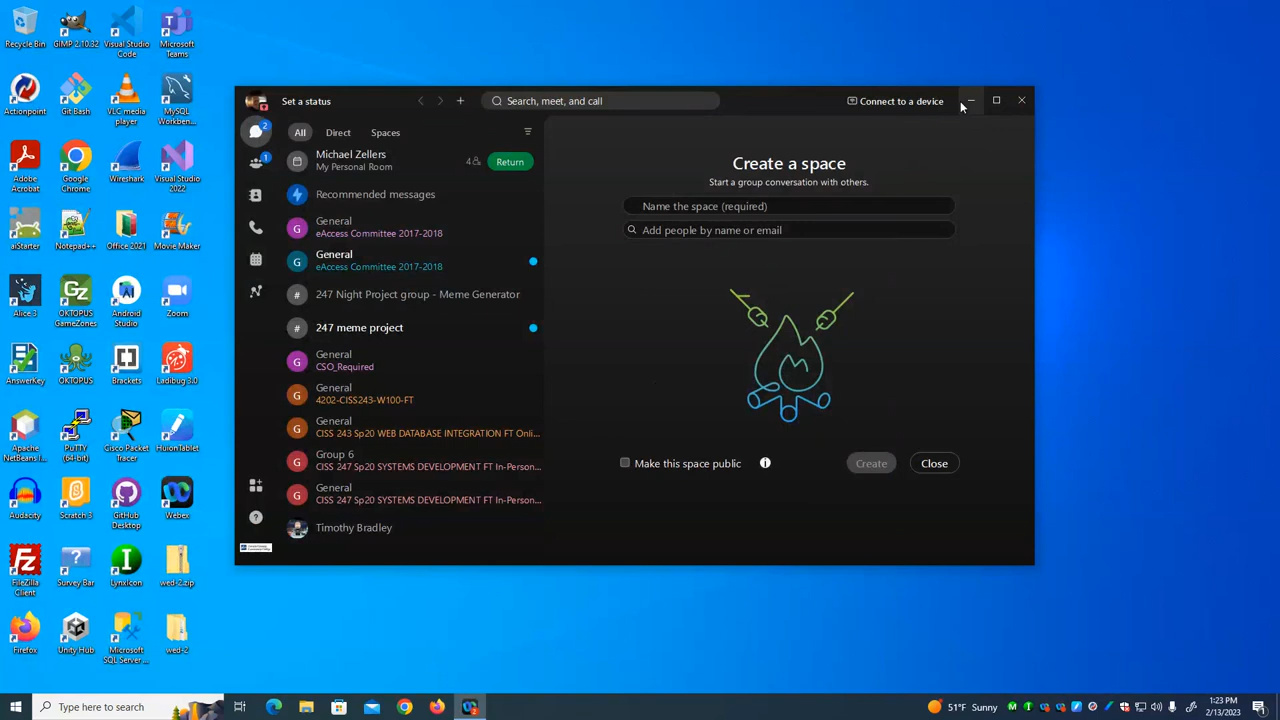 Recycle Bin
GIMP 2.10.32
Visual Studio
Code
Microsoft
Teams
Actionpoint
Git Bash
VLC media
player
MySQL
Workben...
Adobe
Acrobat
Google
Chrome
Wireshark
Visual Studio
2022
aiStarter
Notepad++
Office 2021
Movie Maker
Alice 3
OKTOPUS
GameZones
Android
Studio
Zoom
AnswerKey
OKTOPUS
Brackets
Ladibug 3.0
Apache
NetBeans I...
PuTTY
(64-bit)
Cisco Packet
Tracer
HuionTablet
Audacity
Scratch 3
GitHub
Desktop
Webex
FileZilla
Client
Survey Bar
LynxIcon
wed-2.zip
Firefox
Unity Hub
Microsoft
SQL Server ...
wed-2
Set a status
Search, meet, and call
Connect to a device
2
1
All
Direct
Spaces
Michael Zellers
My Personal Room
4
Return
Recommended messages
G
General
eAccess Committee 2017-2018
G
General
eAccess Committee 2017-2018
# 247 Night Project group - Meme Generator
# 247 meme project
G
General
CSO_Required
G
General
4202-CISS243-W100-FT
G
General
CISS 243 Sp20 WEB DATABASE INTEGRATION FT Onli...
G
Group 6
CISS 247 Sp20 SYSTEMS DEVELOPMENT FT In-Person...
G
General
CISS 247 Sp20 SYSTEMS DEVELOPMENT FT In-Person...
Timothy Bradley
Create a space
Start a group conversation with others.
Name the space (required)
Add people by name or email
Make this space public
Create
Close
Type here to search
51°F Sunny
1:23 PM
2/13/2023